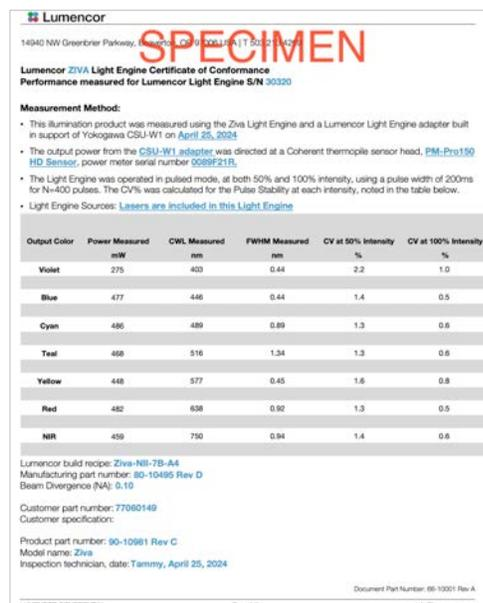 Lumencor
SPECIMEN
14940 NW Greenbrier Parkway, Beaverton, OR 97006 USA | T 503.213.4269
Lumencor ZIVA Light Engine Certificate of Conformance
Performance measured for Lumencor Light Engine S/N 30320
Measurement Method:
• This illumination product was measured using the Ziva Light Engine and a Lumencor Light Engine adapter built
in support of Yokogawa CSU-W1 on April 25, 2024
• The output power from the CSU-W1 adapter was directed at a Coherent thermopile sensor head, PM-Pro150
HD Sensor, power meter serial number 0089F21R.
• The Light Engine was operated in pulsed mode, at both 50% and 100% intensity, using a pulse width of 200ms
for N=400 pulses. The CV% was calculated for the Pulse Stability at each intensity, noted in the table below.
• Light Engine Sources: Lasers are included in this Light Engine
Output Color Power Measured CWL Measured FWHM Measured CV at 50% Intensity CV at 100% Intensity
mW nm nm % %
Violet 275 403 0.44 2.2 1.0
Blue 477 446 0.44 1.4 0.5
Cyan 486 489 0.89 1.3 0.6
Teal 468 516 1.34 1.3 0.6
Yellow 448 577 0.45 1.6 0.8
Red 482 638 0.92 1.3 0.5
NIR 459 750 0.94 1.4 0.6
Lumencor build recipe: Ziva-NII-7B-A4
Manufacturing part number: 80-10495 Rev D
Beam Divergence (NA): 0.10
Customer part number: 77060149
Customer specification:
Product part number: 90-10981 Rev C
Model name: Ziva
Inspection technician, date: Tammy, April 25, 2024
Document Part Number: 66-10001 Rev A